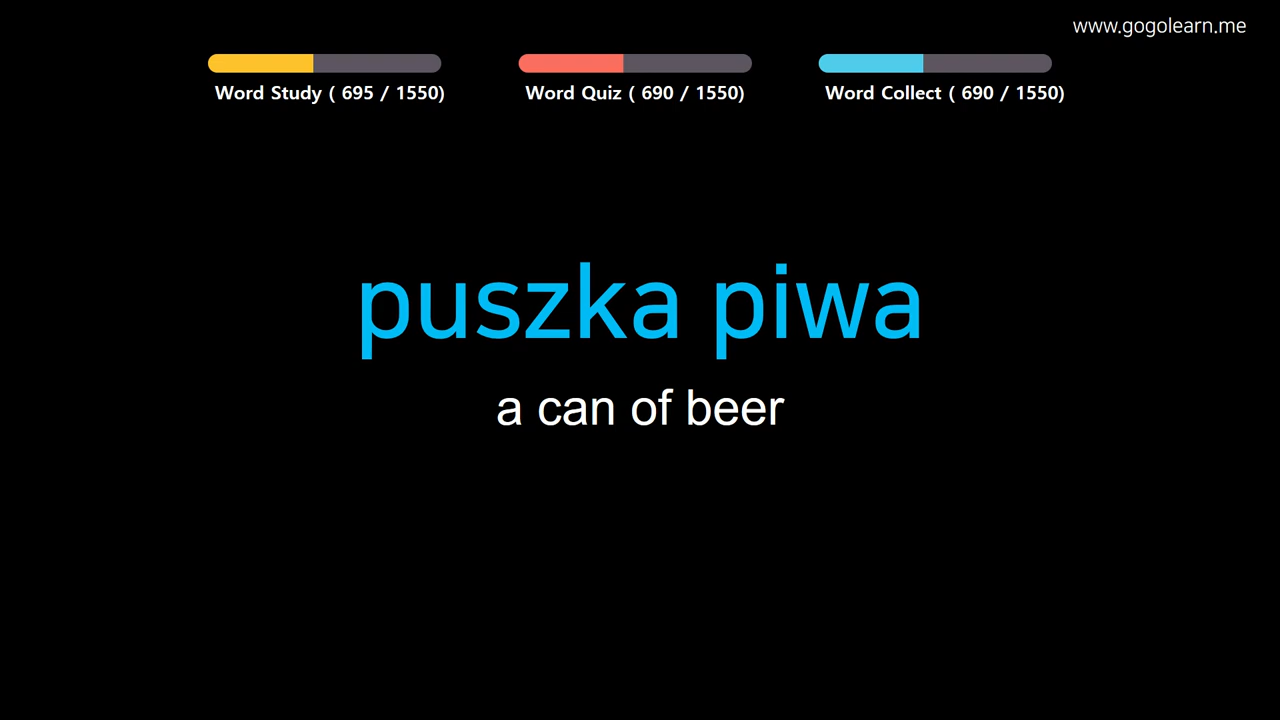 www.gogolearn.me
Word Study ( 695 / 1550)
Word Quiz ( 690 / 1550)
Word Collect ( 690 / 1550)
puszka piwa
a can of beer